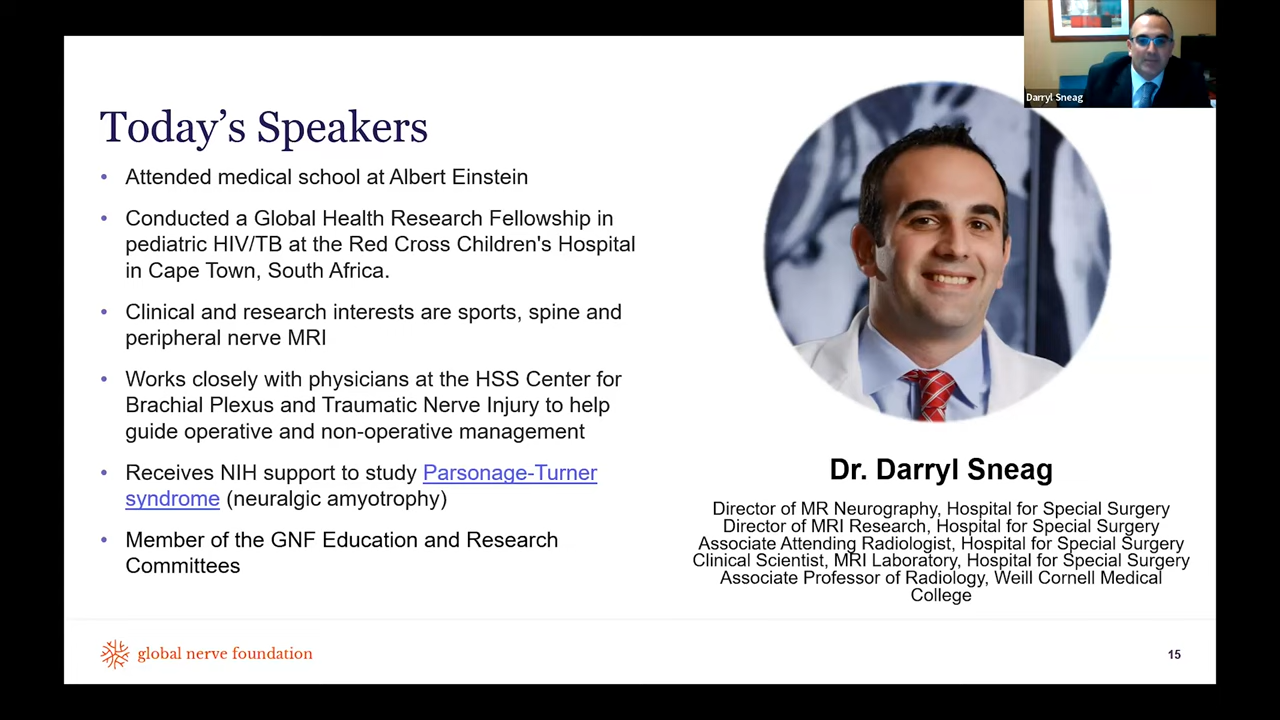 Darryl Sneag
Today's Speakers
• Attended medical school at Albert Einstein
• Conducted a Global Health Research Fellowship in
pediatric HIV/TB at the Red Cross Children's Hospital
in Cape Town, South Africa.
• Clinical and research interests are sports, spine and
peripheral nerve MRI
• Works closely with physicians at the HSS Center for
Brachial Plexus and Traumatic Nerve Injury to help
guide operative and non-operative management
• Receives NIH support to study Parsonage-Turner
syndrome (neuralgic amyotrophy)
• Member of the GNF Education and Research
Committees
Dr. Darryl Sneag
Director of MR Neurography, Hospital for Special Surgery
Director of MRI Research, Hospital for Special Surgery
Associate Attending Radiologist, Hospital for Special Surgery
Clinical Scientist, MRI Laboratory, Hospital for Special Surgery
Associate Professor of Radiology, Weill Cornell Medical
College
global nerve foundation
15